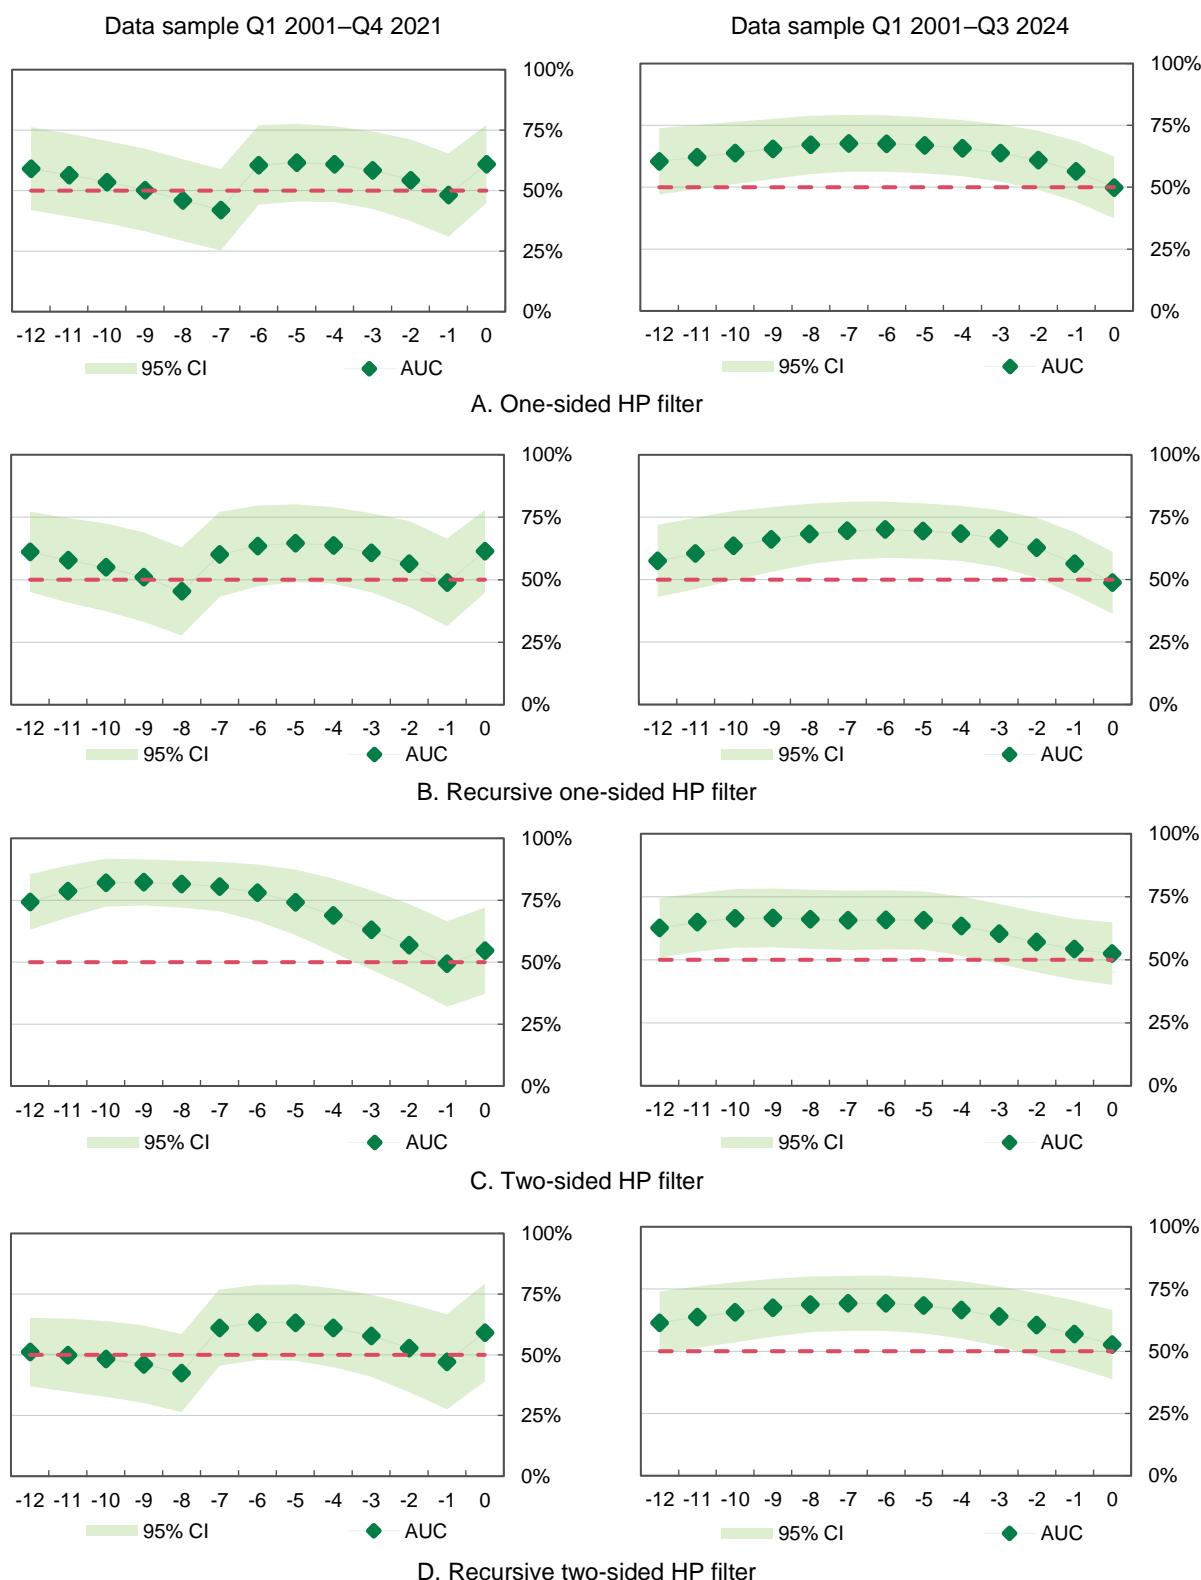 Data sample Q1 2001–Q4 2021 Data sample Q1 2001–Q3 2024
100% 100%
75% 75%
50% 50%
25% 25%
0% 0%
-12 -11 -10 -9 -8 -7 -6 -5 -4 -3 -2 -1 0 -12 -11 -10 -9 -8 -7 -6 -5 -4 -3 -2 -1 0
95% CI AUC 95% CI AUC
A. One-sided HP filter
100% 100%
75% 75%
50% 50%
25% 25%
0% 0%
-12 -11 -10 -9 -8 -7 -6 -5 -4 -3 -2 -1 0 -12 -11 -10 -9 -8 -7 -6 -5 -4 -3 -2 -1 0
95% CI AUC 95% CI AUC
B. Recursive one-sided HP filter
100% 100%
75% 75%
50% 50%
25% 25%
0% 0%
-12 -11 -10 -9 -8 -7 -6 -5 -4 -3 -2 -1 0 -12 -11 -10 -9 -8 -7 -6 -5 -4 -3 -2 -1 0
95% CI AUC 95% CI AUC
C. Two-sided HP filter
100% 100%
75% 75%
50% 50%
25% 25%
0% 0%
-12 -11 -10 -9 -8 -7 -6 -5 -4 -3 -2 -1 0 -12 -11 -10 -9 -8 -7 -6 -5 -4 -3 -2 -1 0
95% CI AUC 95% CI AUC
D. Recursive two-sided HP filter